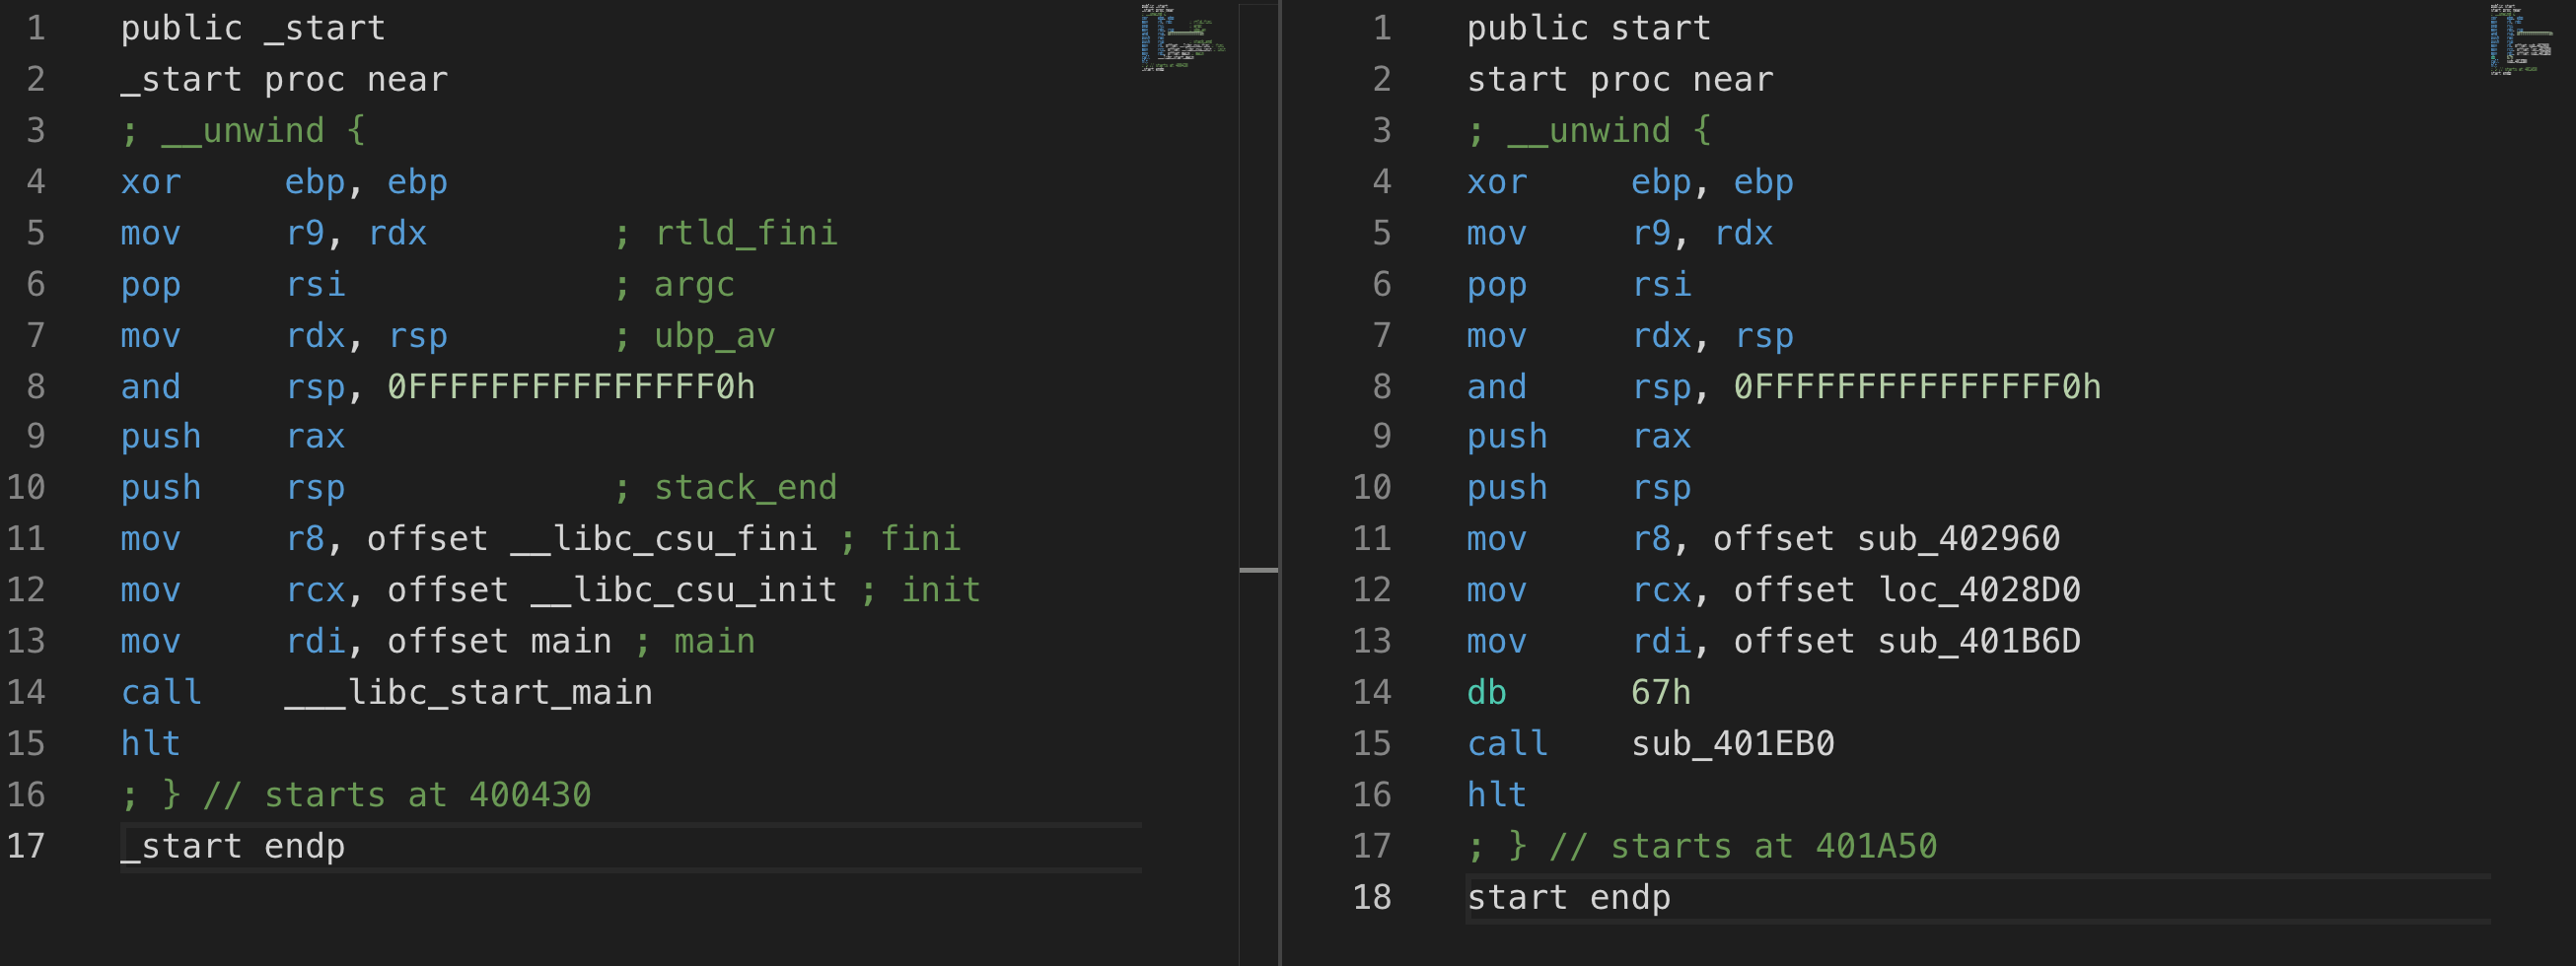 1 public _start
2 _start proc near
3 ; __unwind {
4 xor ebp, ebp
5 mov r9, rdx ; rtld_fini
6 pop rsi ; argc
7 mov rdx, rsp ; ubp_av
8 and rsp, 0FFFFFFFFFFFFFFF0h
9 push rax
10 push rsp ; stack_end
11 mov r8, offset __libc_csu_fini ; fini
12 mov rcx, offset __libc_csu_init ; init
13 mov rdi, offset main ; main
14 call ___libc_start_main
15 hlt
16 ; } // starts at 400430
17 _start endp
1 public start
2 start proc near
3 ; __unwind {
4 xor ebp, ebp
5 mov r9, rdx
6 pop rsi
7 mov rdx, rsp
8 and rsp, 0FFFFFFFFFFFFFFF0h
9 push rax
10 push rsp
11 mov r8, offset sub_402960
12 mov rcx, offset loc_4028D0
13 mov rdi, offset sub_401B6D
14 db 67h
15 call sub_401EB0
16 hlt
17 ; } // starts at 401A50
18 start endp